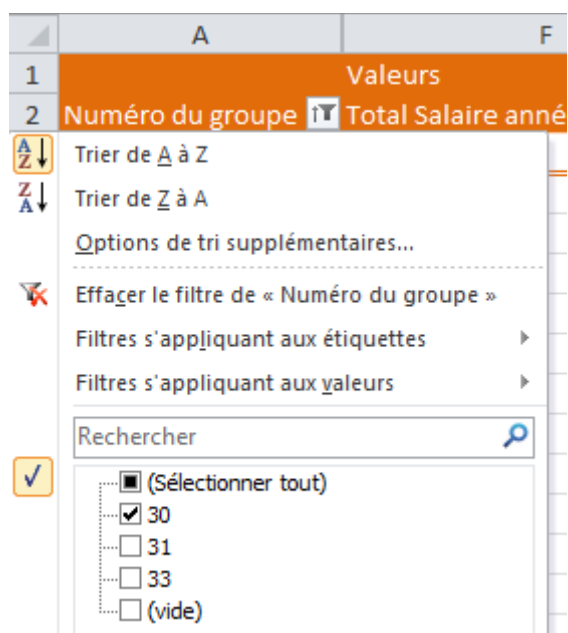 A F
1 Valeurs
2 Numéro du groupe Total Salaire anné
Trier de A à Z
Trier de Z à A
Options de tri supplémentaires...
Effacer le filtre de « Numéro du groupe »
Filtres s'appliquant aux étiquettes
Filtres s'appliquant aux valeurs
Rechercher
(Sélectionner tout)
30
31
33
(vide)